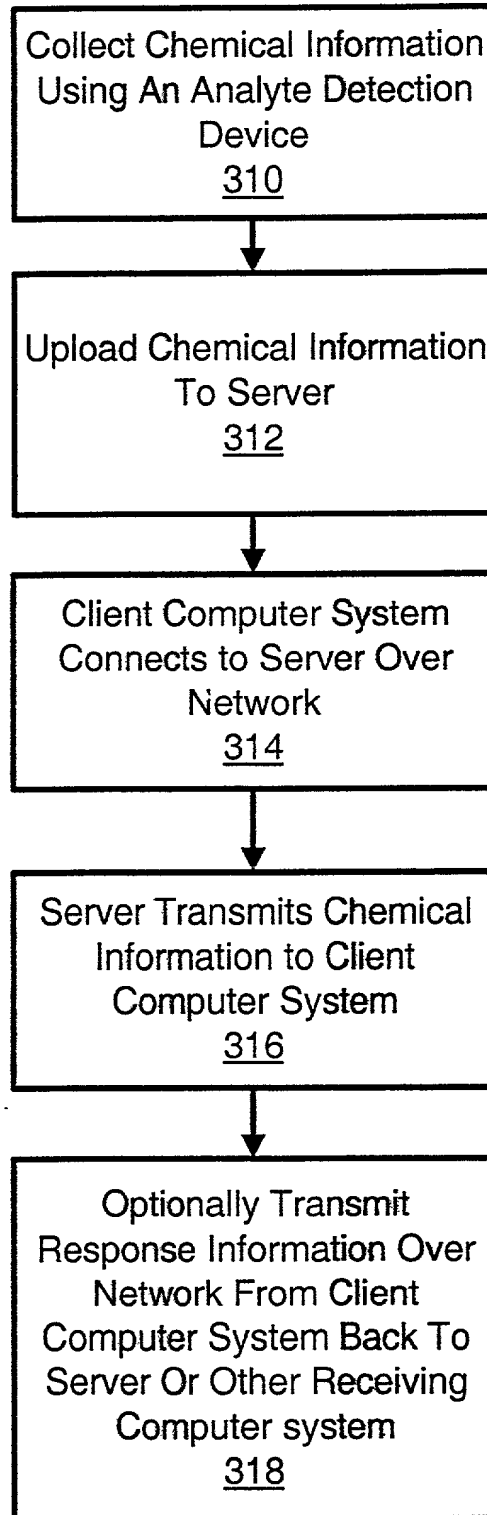 Collect Chemical Information
Using An Analyte Detection
Device
310
Upload Chemical Information
To Server
312
Client Computer System
Connects to Server Over
Network
314
Server Transmits Chemical
Information to Client
Computer System
316
Optionally Transmit
Response Information Over
Network From Client
Computer System Back To
Server Or Other Receiving
Computer system
318